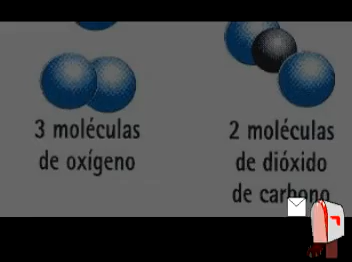 3 moléculas
de oxígeno
2 moléculas
de dióxido
de carbono